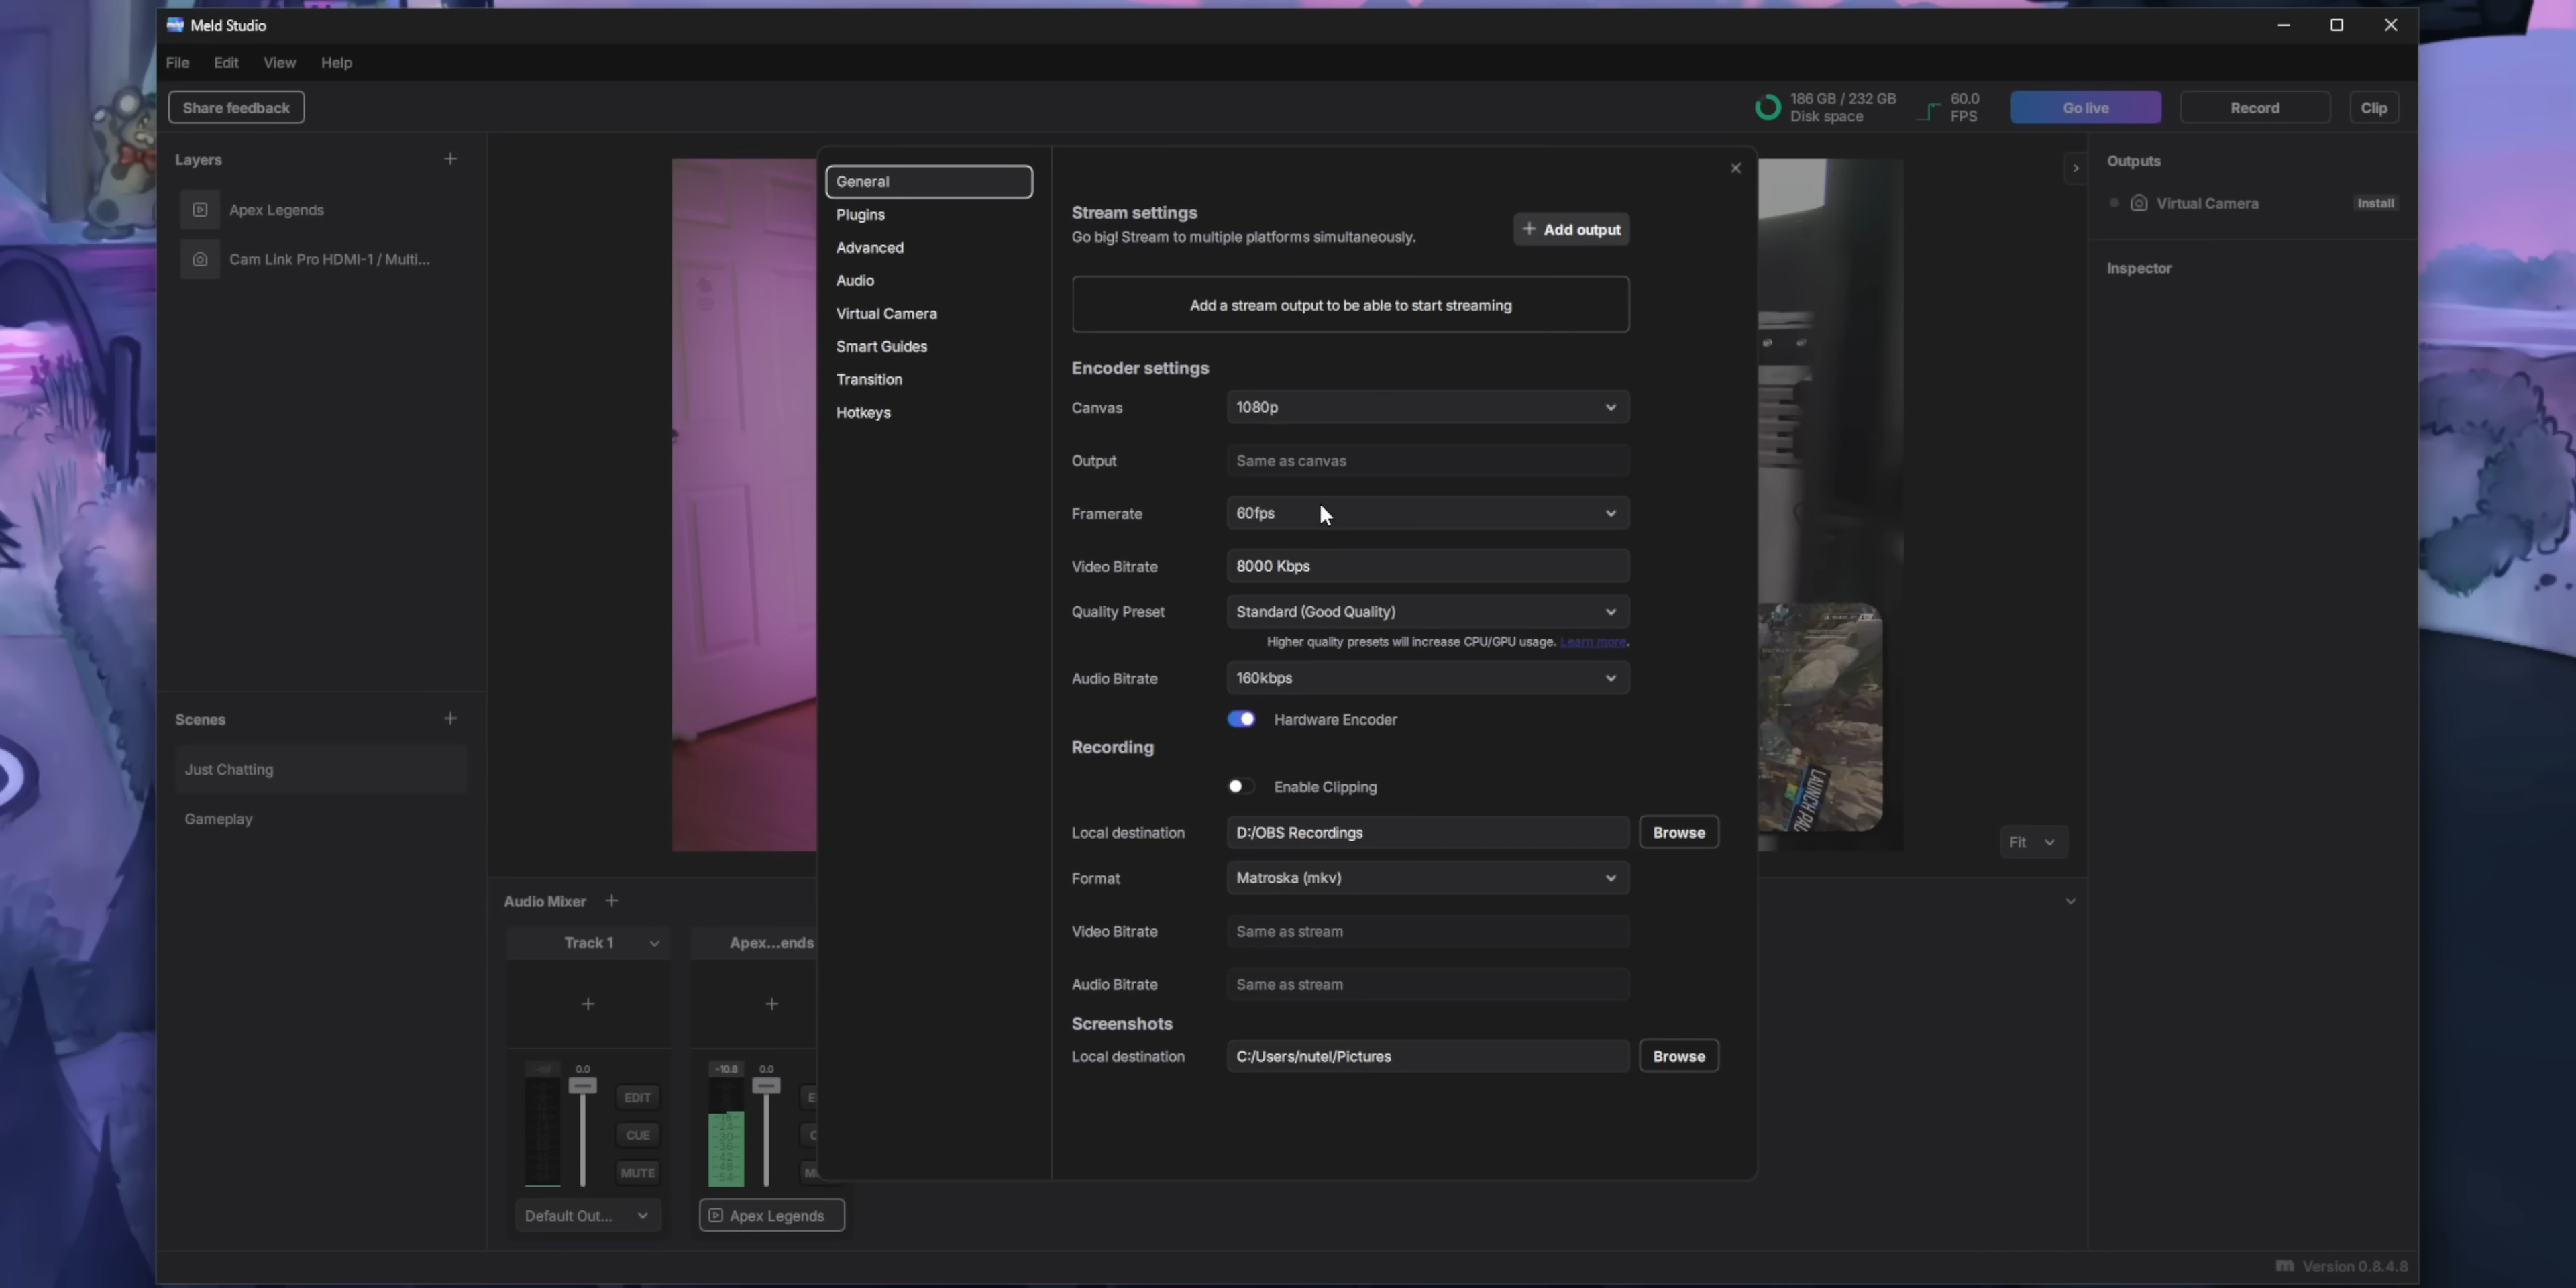 Meld Studio
File Edit View Help
Share feedback
186 GB / 232 GB
Disk space
60.0
FPS
Go live
Record
Clip
Layers
Apex Legends
Cam Link Pro HDMI-1 / Multi...
Scenes
Just Chatting
Gameplay
General
Plugins
Advanced
Audio
Virtual Camera
Smart Guides
Transition
Hotkeys
Stream settings
Go big! Stream to multiple platforms simultaneously.
Add output
Add a stream output to be able to start streaming
Encoder settings
Canvas 1080p
Output Same as canvas
Framerate 60fps
Video Bitrate 8000 Kbps
Quality Preset Standard (Good Quality)
Higher quality presets will increase CPU/GPU usage. Learn more.
Audio Bitrate 160kbps
Hardware Encoder
Recording
Enable Clipping
Local destination D:/OBS Recordings Browse
Format Matroska (mkv)
Video Bitrate Same as stream
Audio Bitrate Same as stream
Screenshots
Local destination C:/Users/nutel/Pictures Browse
LAUNCH PAD
Fit
Outputs
Virtual Camera Install
Inspector
Audio Mixer
Track 1
Apex...ends
0.0
-10.8 0.0
EDIT
CUE
MUTE
Default Out...
Apex Legends
Version 0.8.4.8